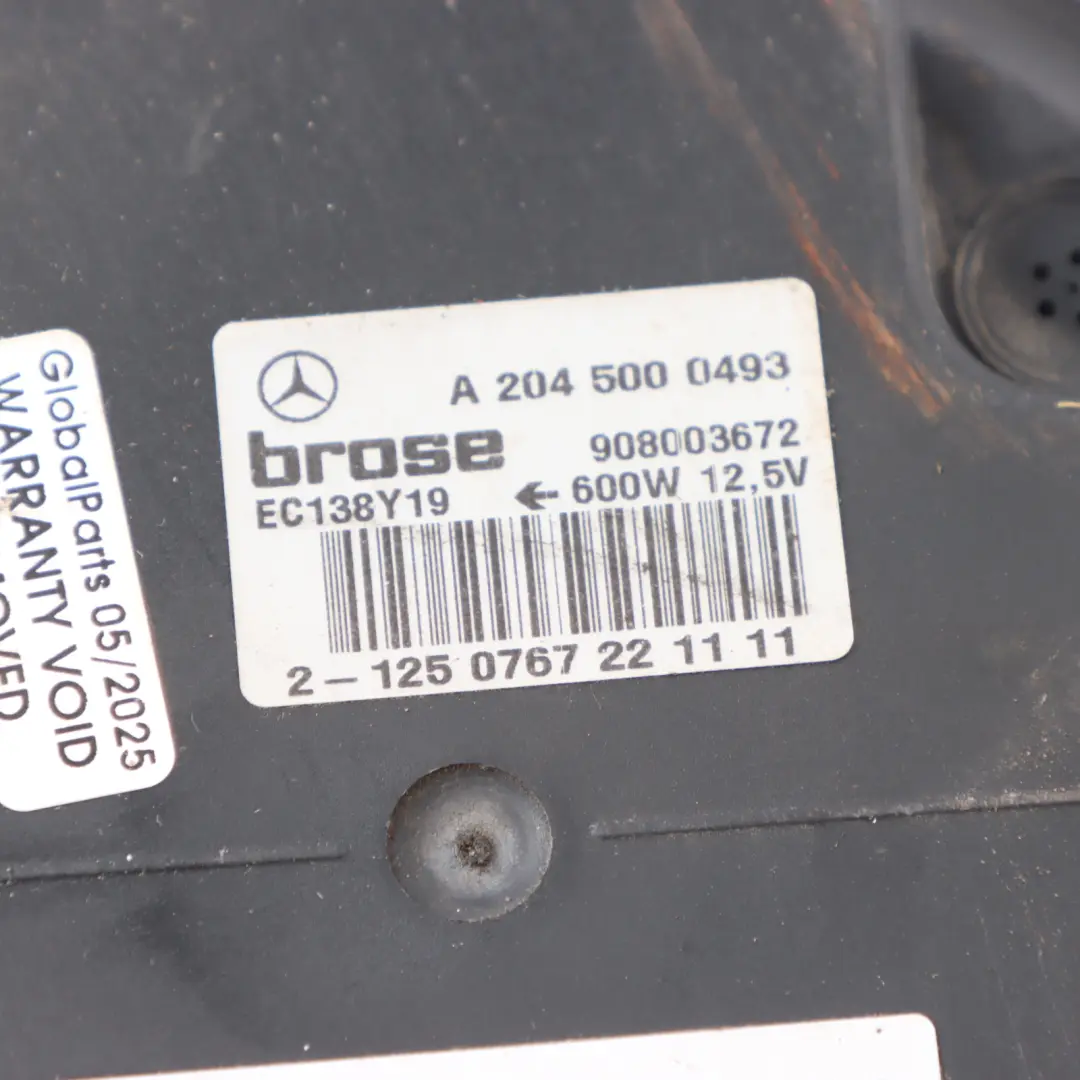 A 204 500 0493
brose 908003672
EC138Y19 ← 600W 12,5V
2-125 0767 22 11 11
GlobalParts 05/2025
WARRANTY VOID